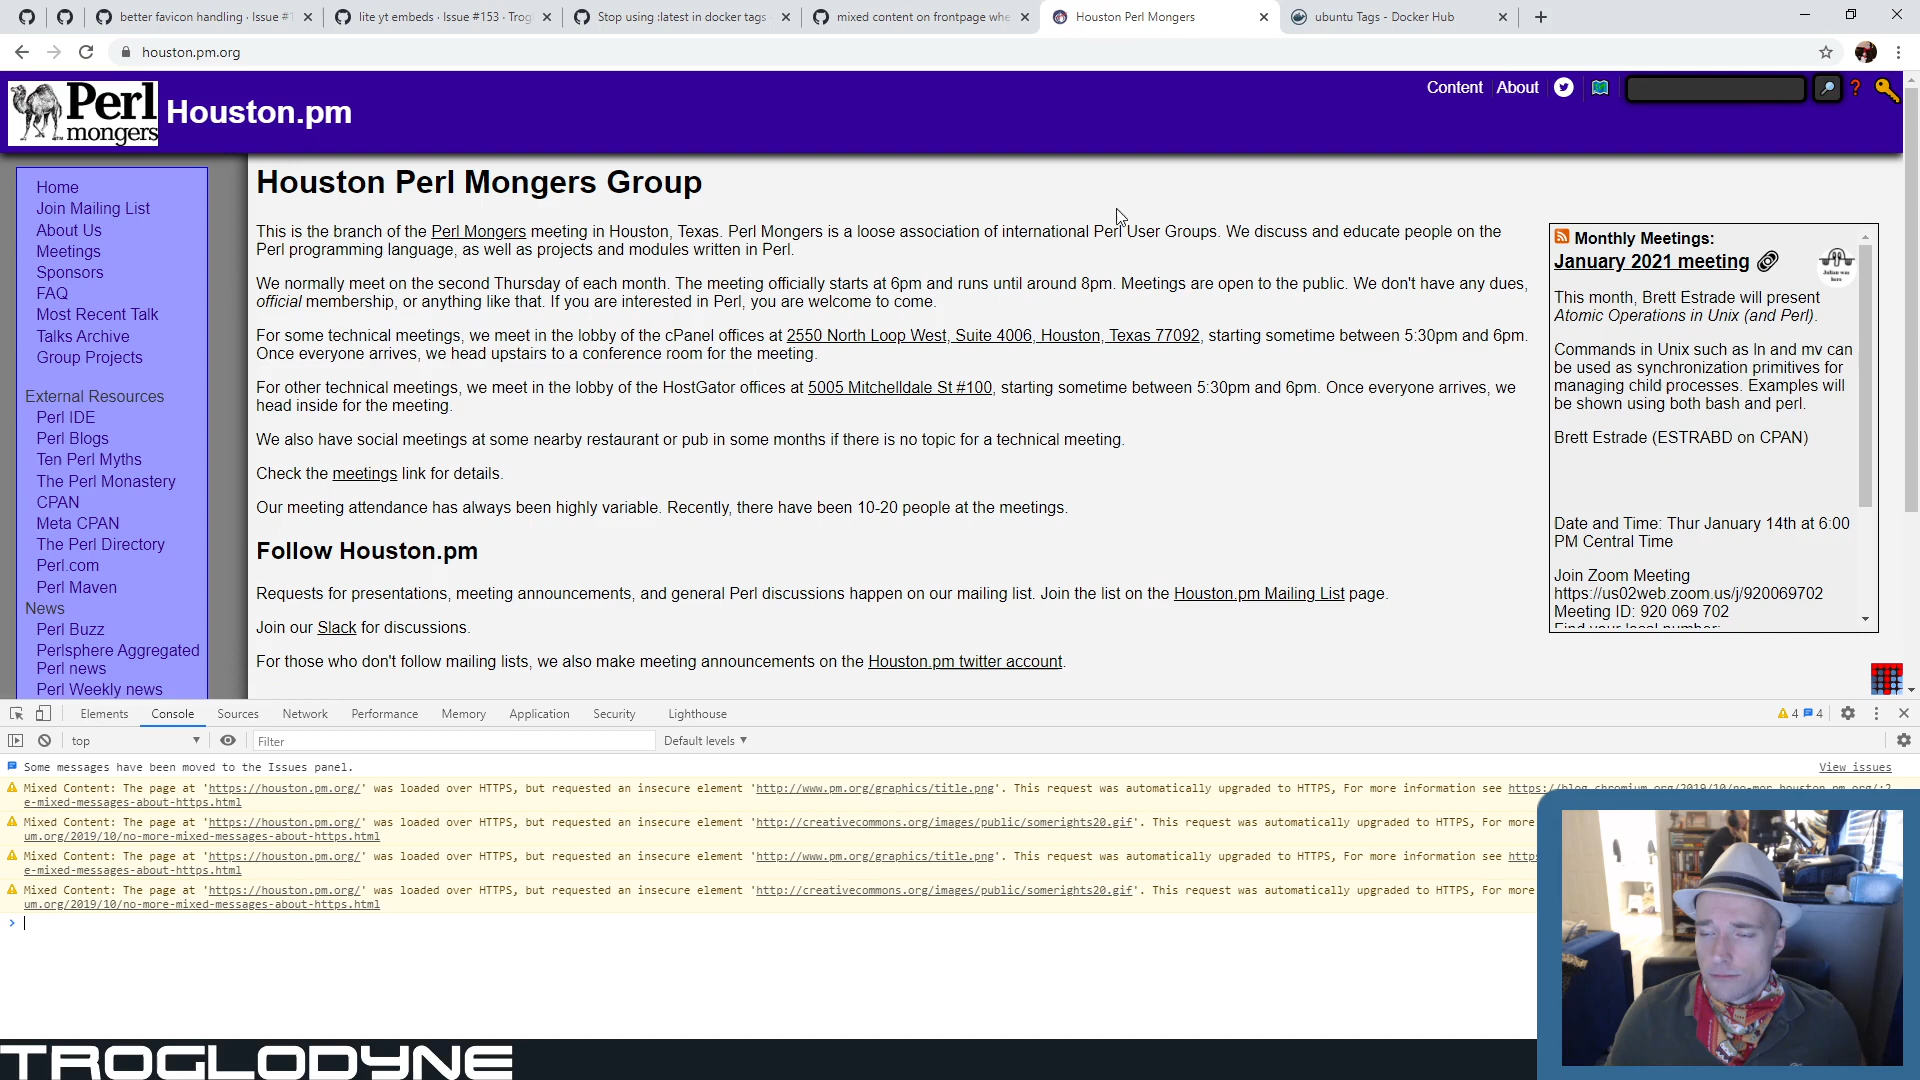 better favicon handling · Issue #1
lite yt embeds · Issue #153 · Trogl
Stop using :latest in docker tags
mixed content on frontpage whe
Houston Perl Mongers
ubuntu Tags - Docker Hub
houston.pm.org
Perl mongers
Houston.pm
Content About
?
Home
Join Mailing List
About Us
Meetings
Sponsors
FAQ
Most Recent Talk
Talks Archive
Group Projects
External Resources
Perl IDE
Perl Blogs
Ten Perl Myths
The Perl Monastery
CPAN
Meta CPAN
The Perl Directory
Perl.com
Perl Maven
News
Perl Buzz
Perlsphere Aggregated
Perl news
Perl Weekly news
Houston Perl Mongers Group
This is the branch of the Perl Mongers meeting in Houston, Texas. Perl Mongers is a loose association of international Perl User Groups. We discuss and educate people on the
Perl programming language, as well as projects and modules written in Perl.
We normally meet on the second Thursday of each month. The meeting officially starts at 6pm and runs until around 8pm. Meetings are open to the public. We don't have any dues,
official membership, or anything like that. If you are interested in Perl, you are welcome to come.
For some technical meetings, we meet in the lobby of the cPanel offices at 2550 North Loop West, Suite 4006, Houston, Texas 77092, starting sometime between 5:30pm and 6pm.
Once everyone arrives, we head upstairs to a conference room for the meeting.
For other technical meetings, we meet in the lobby of the HostGator offices at 5005 Mitchelldale St #100, starting sometime between 5:30pm and 6pm. Once everyone arrives, we
head inside for the meeting.
We also have social meetings at some nearby restaurant or pub in some months if there is no topic for a technical meeting.
Check the meetings link for details.
Our meeting attendance has always been highly variable. Recently, there have been 10-20 people at the meetings.
Follow Houston.pm
Requests for presentations, meeting announcements, and general Perl discussions happen on our mailing list. Join the list on the Houston.pm Mailing List page.
Join our Slack for discussions.
For those who don't follow mailing lists, we also make meeting announcements on the Houston.pm twitter account.
Monthly Meetings:
January 2021 meeting
This month, Brett Estrade will present
Atomic Operations in Unix (and Perl).
Commands in Unix such as ln and mv can
be used as synchronization primitives for
managing child processes. Examples will
be shown using both bash and perl.
Brett Estrade (ESTRABD on CPAN)
Date and Time: Thur January 14th at 6:00
PM Central Time
Join Zoom Meeting
https://us02web.zoom.us/j/920069702
Meeting ID: 920 069 702
Find your local number:
Elements Console Sources Network Performance Memory Application Security Lighthouse 4 4
top Filter Default levels
Some messages have been moved to the Issues panel. View issues
Mixed Content: The page at 'https://houston.pm.org/' was loaded over HTTPS, but requested an insecure element 'http://www.pm.org/graphics/title.png'. This request was automatically upgraded to HTTPS, For more information see
e-mixed-messages-about-https.html
Mixed Content: The page at 'https://houston.pm.org/' was loaded over HTTPS, but requested an insecure element 'http://creativecommons.org/images/public/somerights20.gif'. This request was automatically upgraded to HTTPS, For more
um.org/2019/10/no-more-mixed-messages-about-https.html
Mixed Content: The page at 'https://houston.pm.org/' was loaded over HTTPS, but requested an insecure element 'http://www.pm.org/graphics/title.png'. This request was automatically upgraded to HTTPS, For more information see https
e-mixed-messages-about-https.html
Mixed Content: The page at 'https://houston.pm.org/' was loaded over HTTPS, but requested an insecure element 'http://creativecommons.org/images/public/somerights20.gif'. This request was automatically upgraded to HTTPS, For more
um.org/2019/10/no-more-mixed-messages-about-https.html
TROGLODYNE